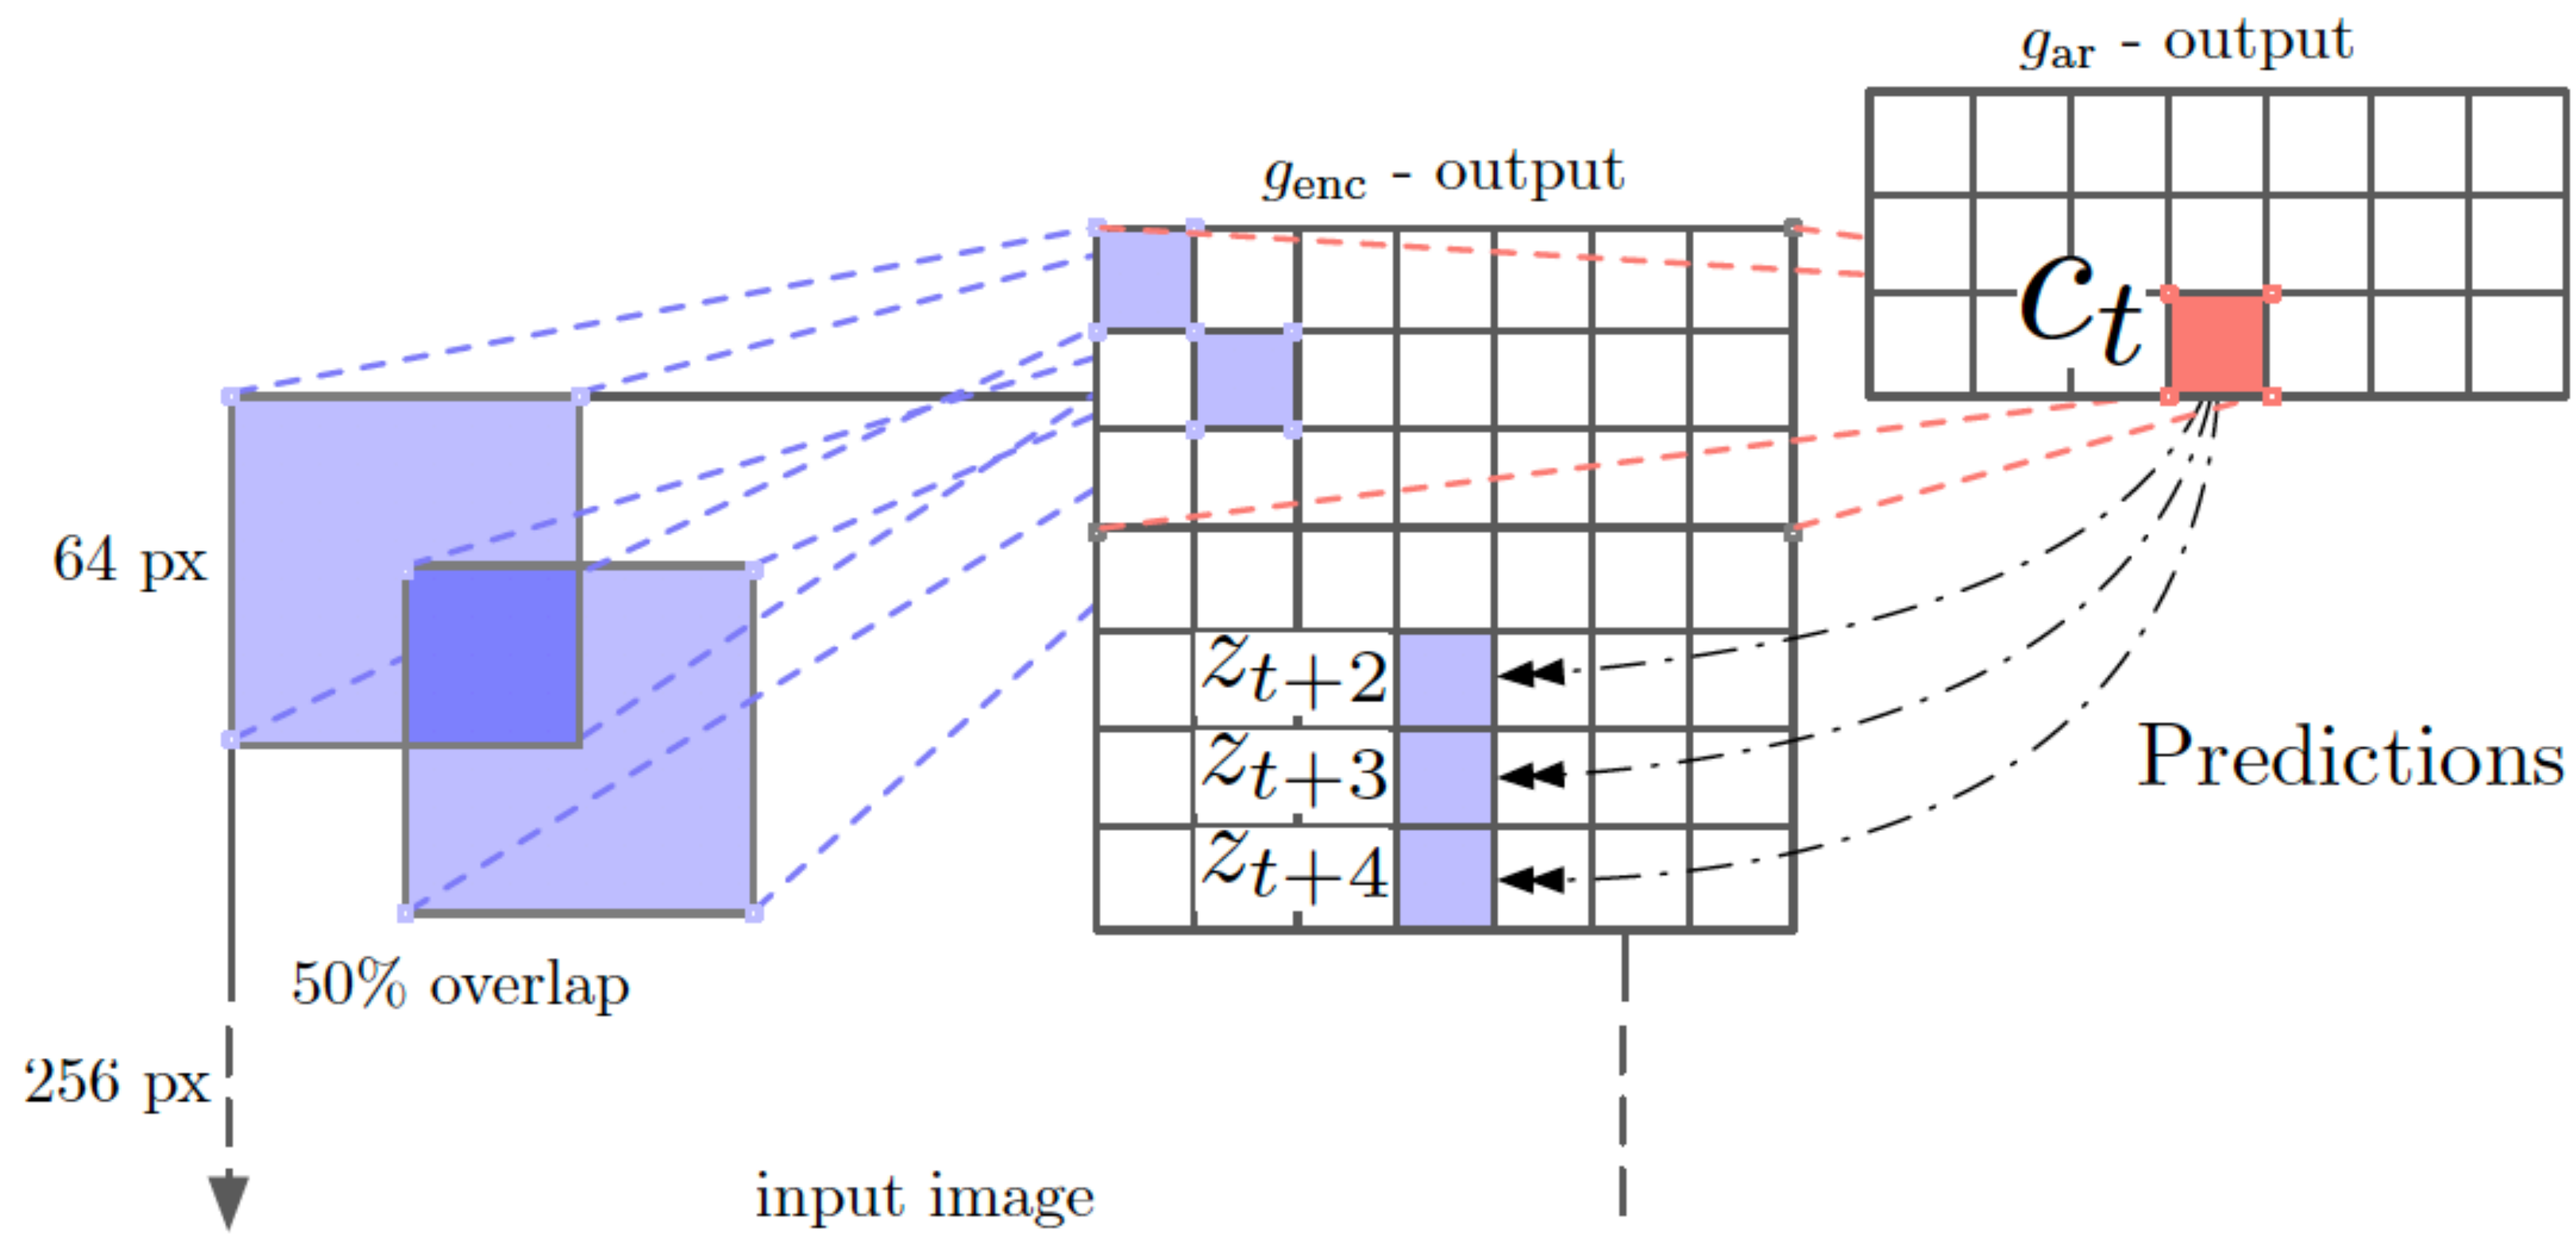 g_ar - output
g_enc - output
c_t
64 px
z_t+2
z_t+3
Predictions
z_t+4
50% overlap
256 px
input image